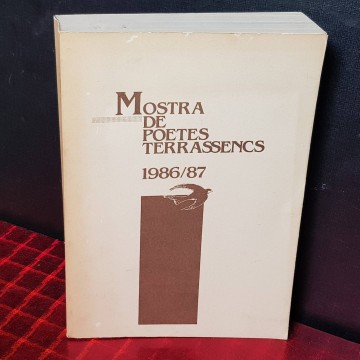 MOSTRA
DE
POETES
TERRASSENCS
1986/87